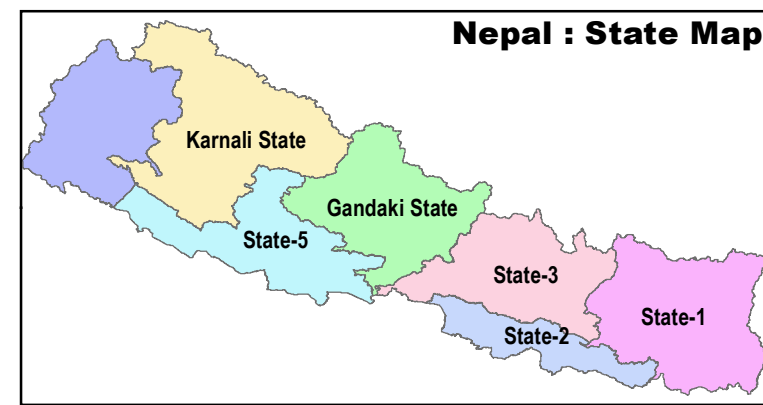 Nepal : State Map
Karnali State
Gandaki State
State-5
State-3
State-2
State-1